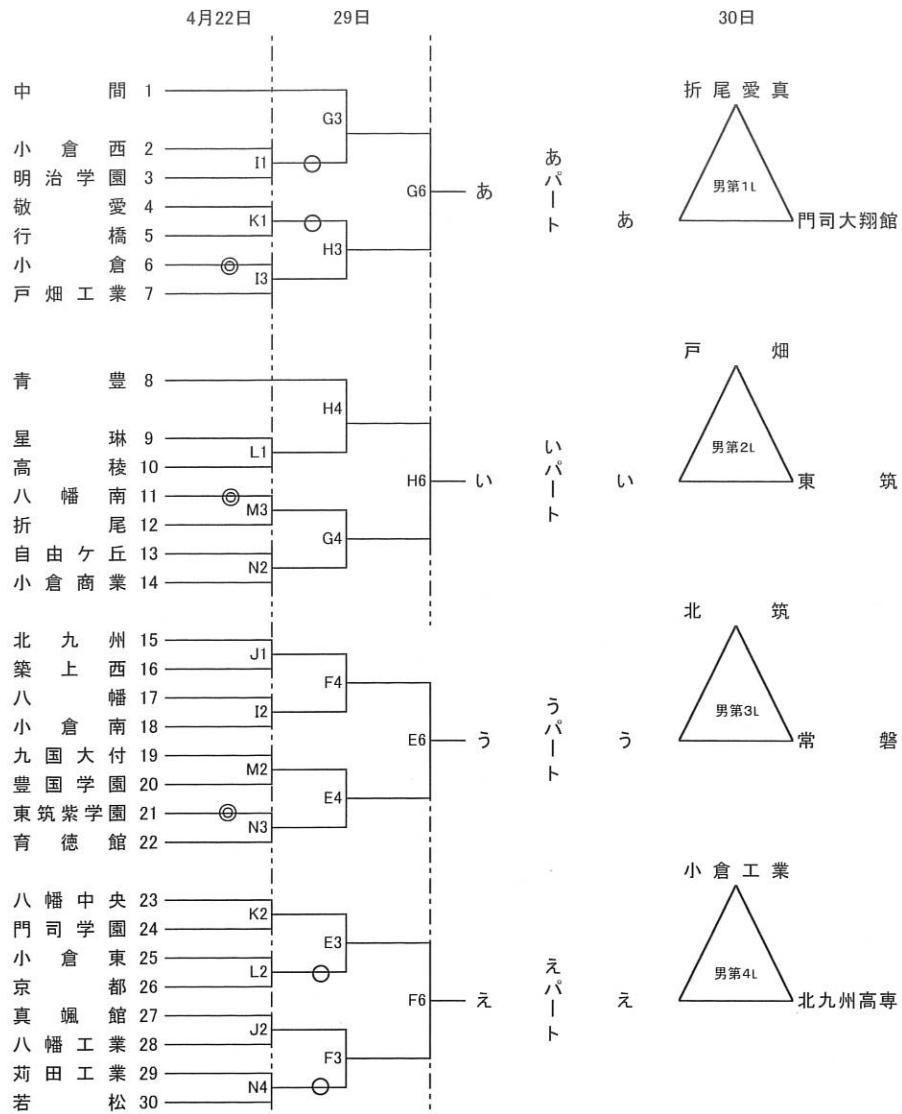 4月22日 29日 30日
中間 1
小倉西 2
明治学園 3
敬愛 4
行橋 5
小倉 6
戸畑工業 7
I1
K1
I3
G3
H3
G6
あ
あパート
折尾愛真
男第1L
あ
門司大翔館
青豊 8
星琳 9
高稜 10
八幡南 11
折尾 12
自由ケ丘 13
小倉商業 14
L1
M3
N2
H4
G4
H6
い
いパート
戸畑
男第2L
い
東筑
北九州 15
築上西 16
八幡 17
小倉南 18
九国大付 19
豊国学園 20
東筑紫学園 21
育徳館 22
J1
I2
M2
N3
F4
E4
E6
う
うパート
北筑
男第3L
う
常磐
八幡中央 23
門司学園 24
小倉東 25
京都 26
真颯館 27
八幡工業 28
苅田工業 29
若松 30
K2
L2
J2
N4
E3
F3
F6
え
えパート
小倉工業
男第4L
え
北九州高専